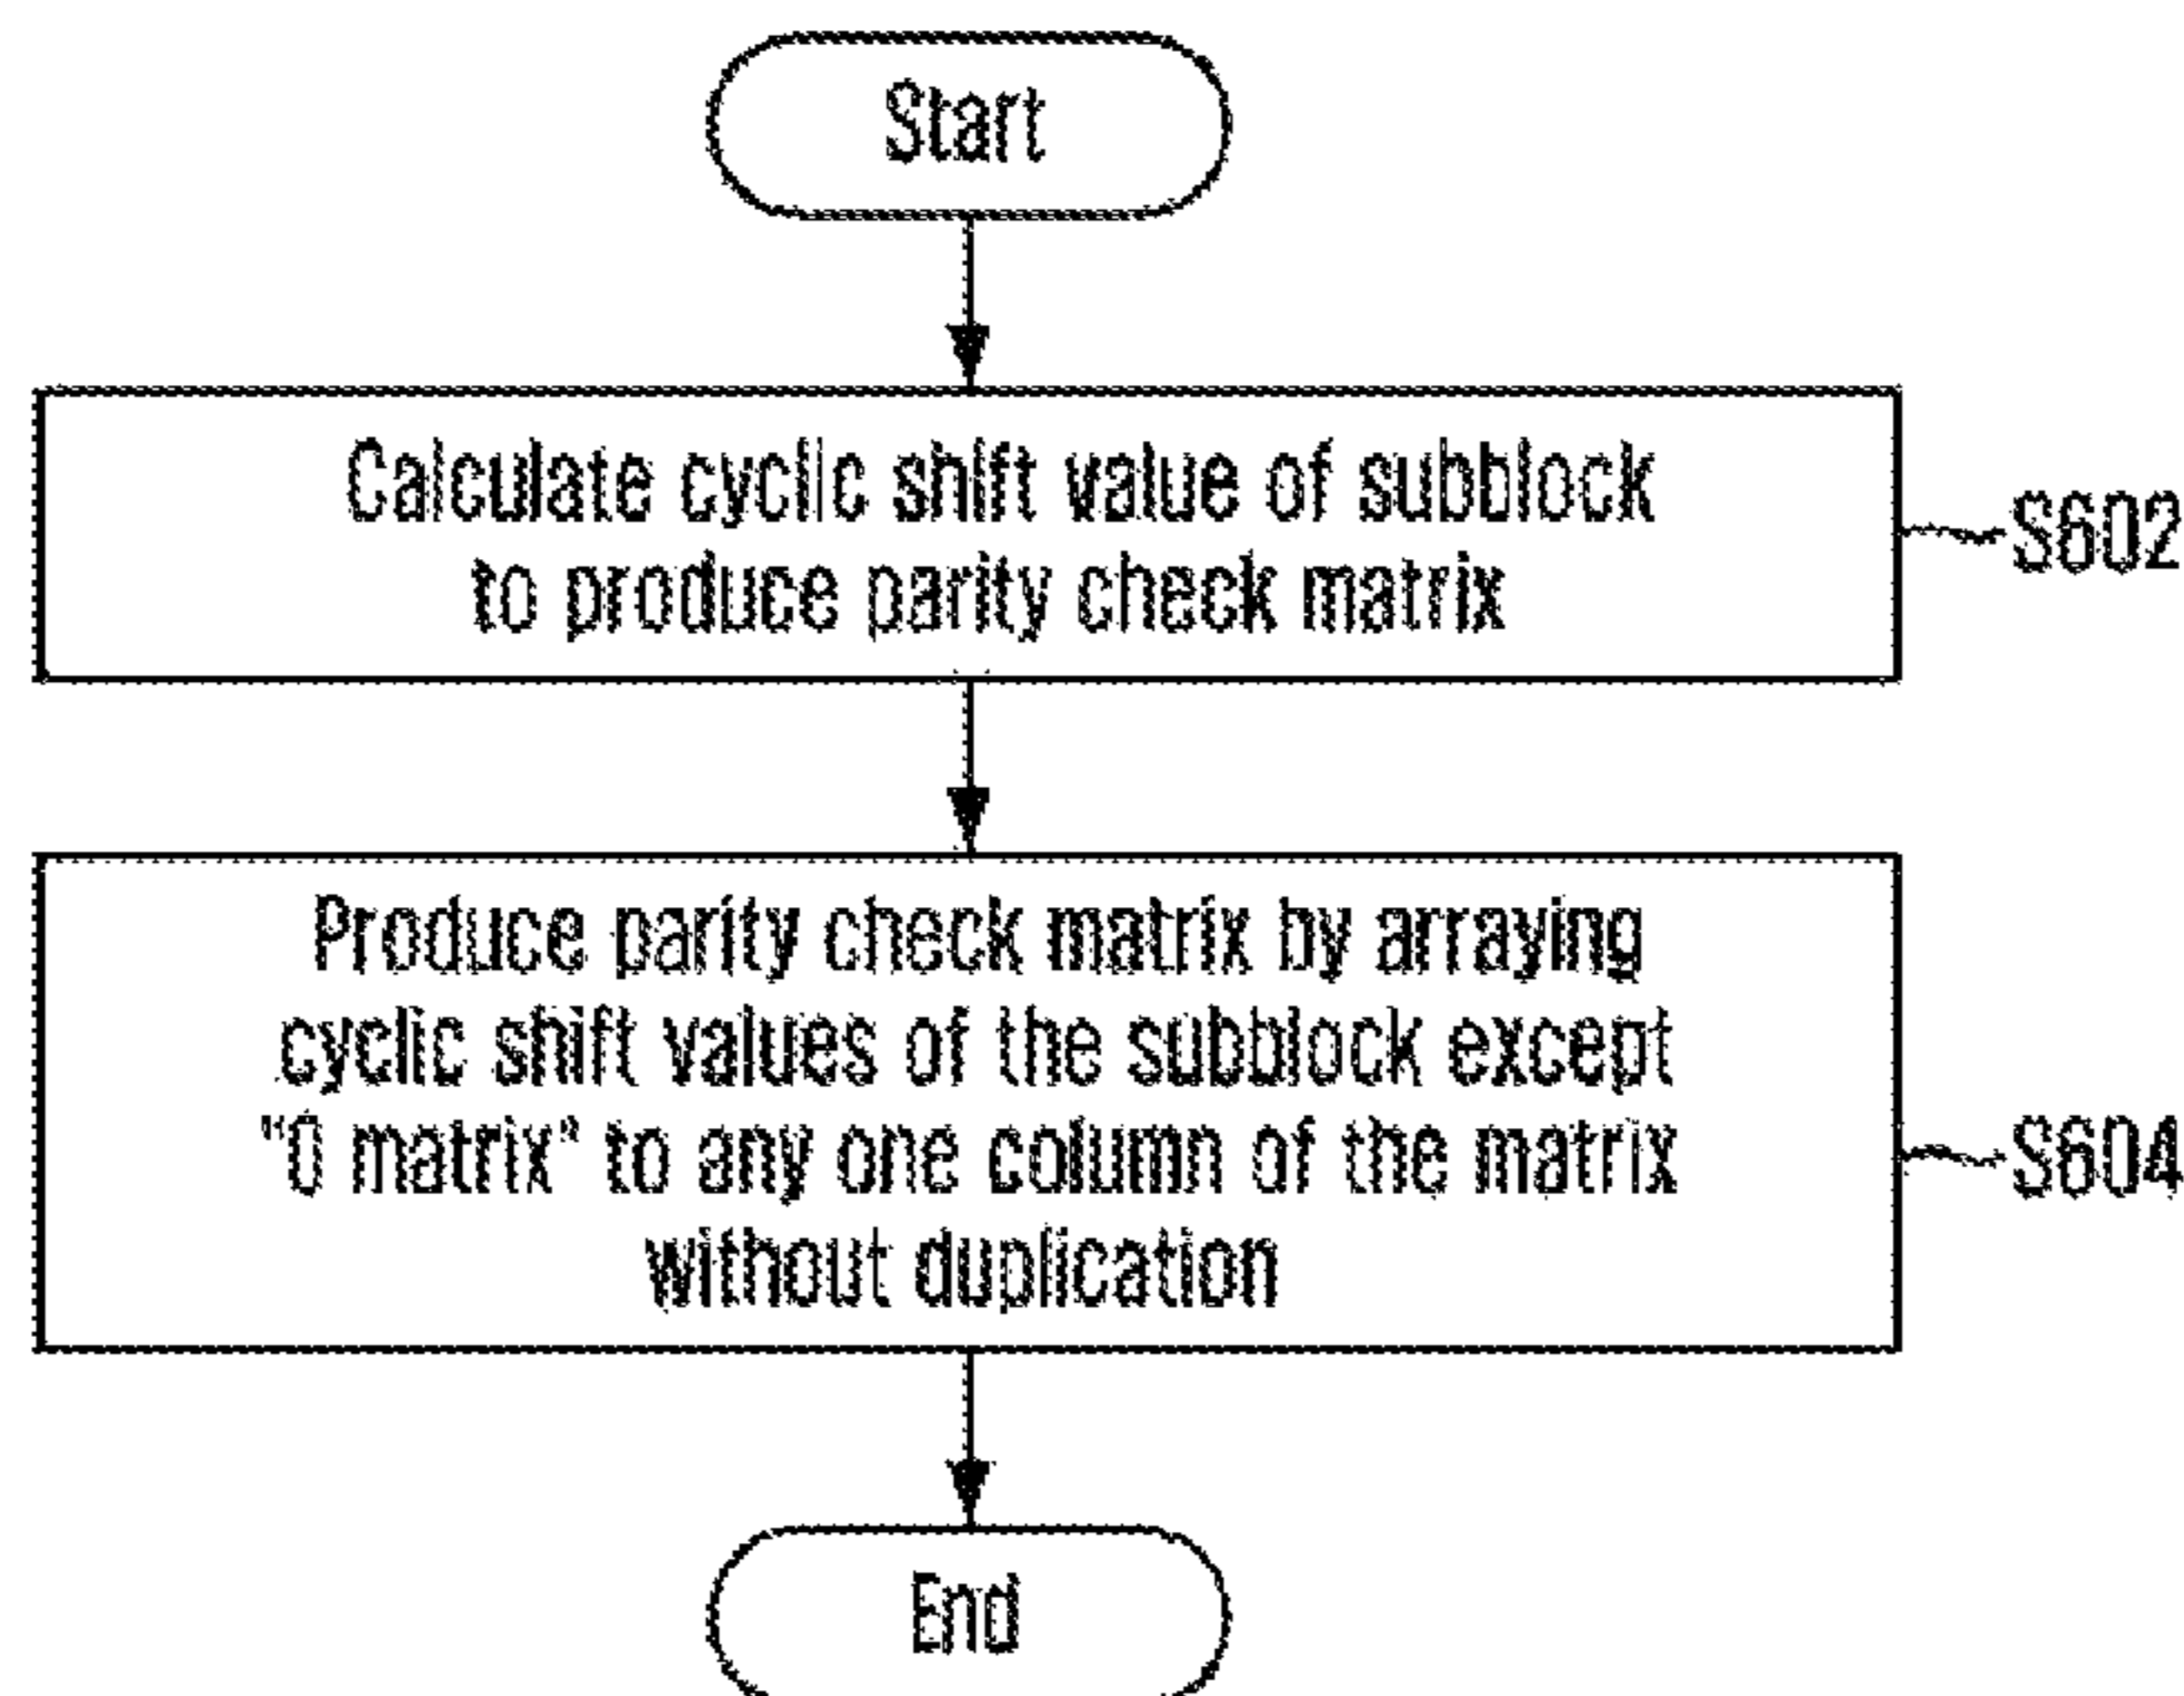 Start
Calculate cyclic shift value of subblock
to produce parity check matrix
S602
Produce parity check matrix by arraying
cyclic shift values of the subblock except
"0 matrix" to any one column of the matrix
without duplication
S604
End